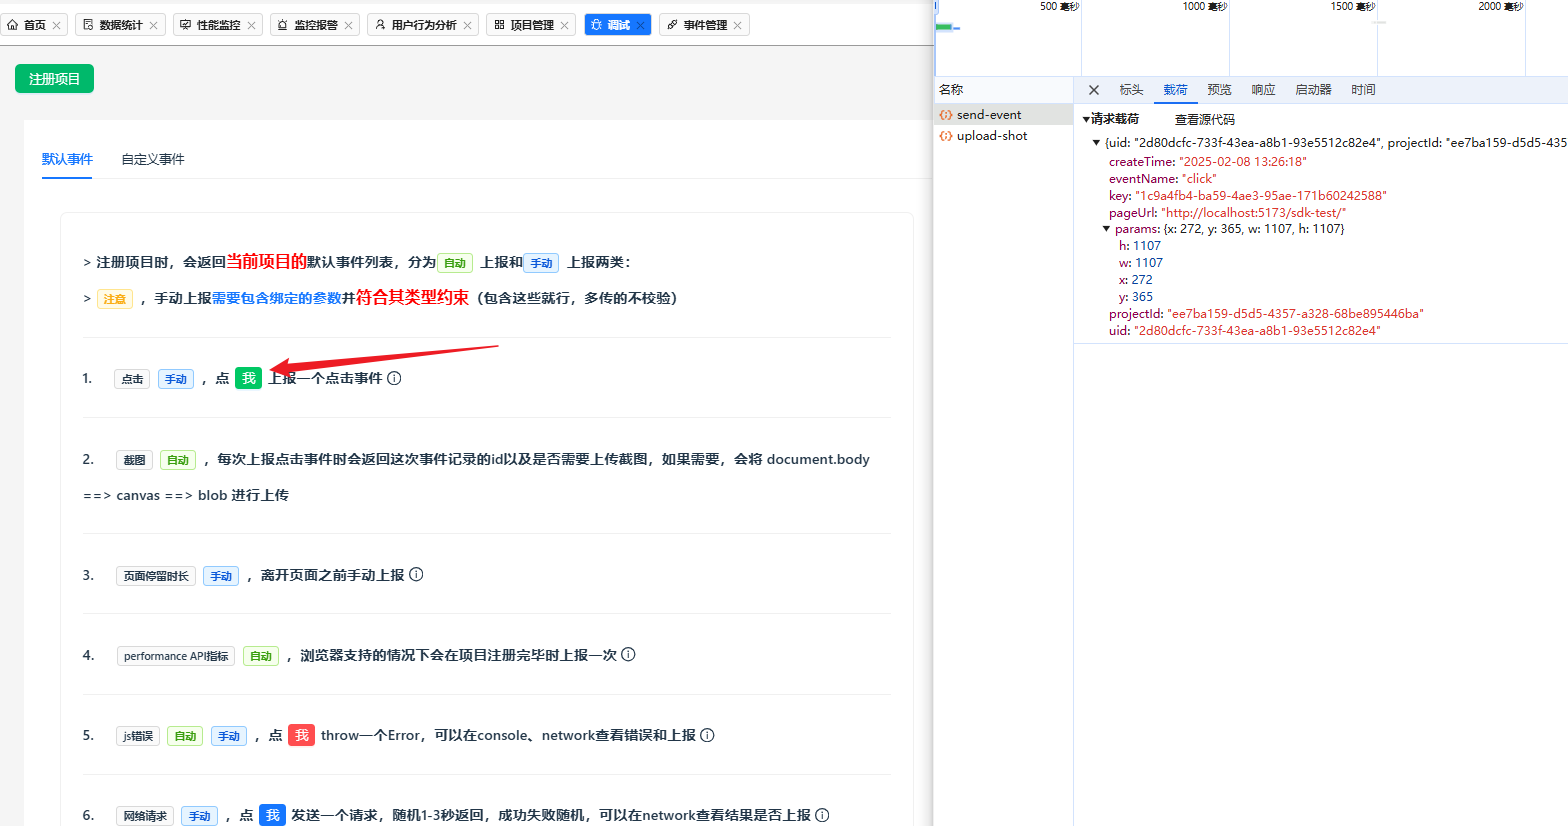 首页 数据统计 性能监控 监控报警 用户行为分析 项目管理 调试 事件管理
注册项目
默认事件 自定义事件
> 注册项目时，会返回当前项目的默认事件列表，分为 自动 上报和 手动 上报两类：
> 注意 ，手动上报需要包含绑定的参数并符合其类型约束（包含这些就行，多传的不校验）
1. 点击 手动 ，点 我 上报一个点击事件
2. 截图 自动 ，每次上报点击事件时会返回这次事件记录的id以及是否需要上传截图，如果需要，会将 document.body
==> canvas ==> blob 进行上传
3. 页面停留时长 手动 ，离开页面之前手动上报
4. performance API指标 自动 ，浏览器支持的情况下会在项目注册完毕时上报一次
5. js错误 自动 手动 ，点 我 throw一个Error，可以在console、network查看错误和上报
6. 网络请求 手动 ，点 我 发送一个请求，随机1-3秒返回，成功失败随机，可以在network查看结果是否上报
500 毫秒 1000 毫秒 1500 毫秒 2000 毫秒
名称
send-event
upload-shot
标头 载荷 预览 响应 启动器 时间
请求载荷 查看源代码
{uid: "2d80dcfc-733f-43ea-a8b1-93e5512c82e4", projectId: "ee7ba159-d5d5-435
createTime: "2025-02-08 13:26:18"
eventName: "click"
key: "1c9a4fb4-ba59-4ae3-95ae-171b60242588"
pageUrl: "http://localhost:5173/sdk-test/"
params: {x: 272, y: 365, w: 1107, h: 1107}
h: 1107
w: 1107
x: 272
y: 365
projectId: "ee7ba159-d5d5-4357-a328-68be895446ba"
uid: "2d80dcfc-733f-43ea-a8b1-93e5512c82e4"